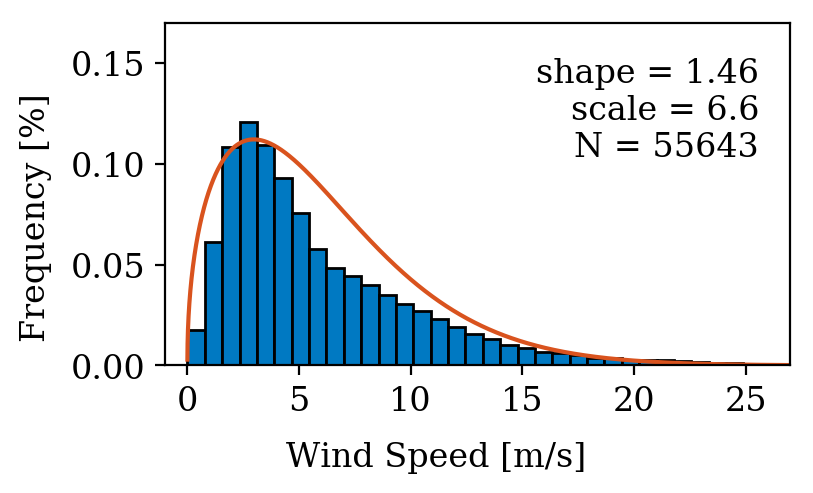 0.15
0.10
0.05
0.00
Frequency [%]
shape = 1.46
scale = 6.6
N = 55643
0 5 10 15 20 25
Wind Speed [m/s]